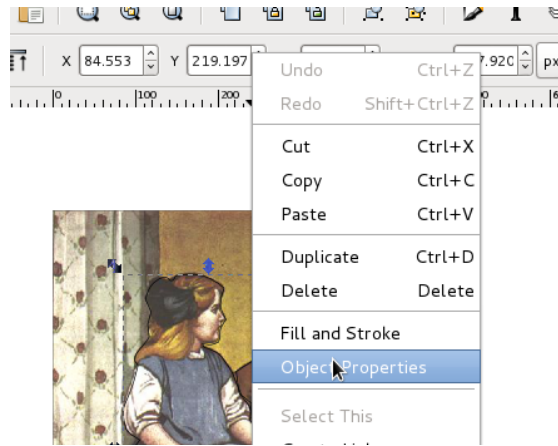 X 84.553 Y 219.197 7.920 px
0 100 200
Undo Ctrl+Z
Redo Shift+Ctrl+Z
Cut Ctrl+X
Copy Ctrl+C
Paste Ctrl+V
Duplicate Ctrl+D
Delete Delete
Fill and Stroke
Object Properties
Select This